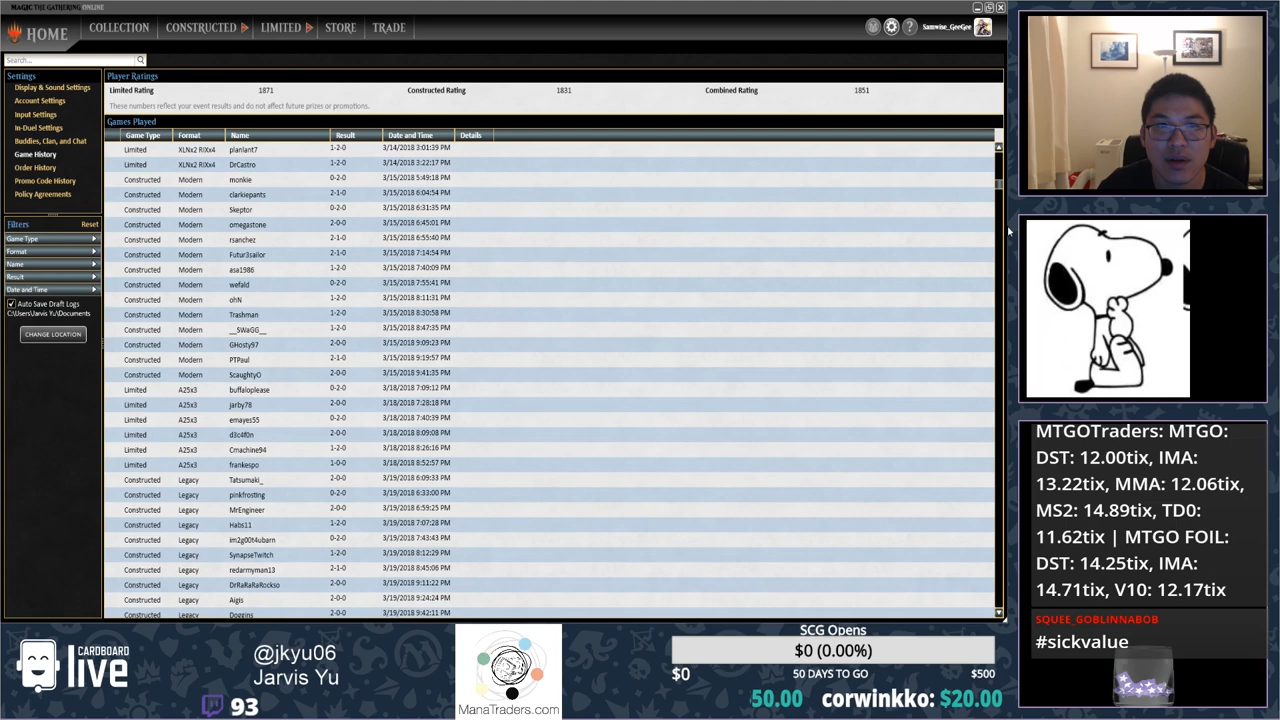 MAGIC THE GATHERING ONLINE
HOME
COLLECTION
CONSTRUCTED
LIMITED
STORE
TRADE
Samwise_GeeGee
Search...
Settings
Display & Sound Settings
Account Settings
Input Settings
In-Duel Settings
Buddies, Clan, and Chat
Game History
Order History
Promo Code History
Policy Agreements
Filters Reset
Game Type
Format
Name
Result
Date and Time
Auto Save Draft Logs
C:\Users\Jarvis Yu\Documents
CHANGE LOCATION
Player Ratings
Limited Rating 1871 Constructed Rating 1831 Combined Rating 1851
These numbers reflect your event results and do not affect future prizes or promotions.
Games Played
Game Type Format Name Result Date and Time Details
Limited XLNx2 RIXx4 planlant7 1-2-0 3/14/2018 3:01:39 PM
Limited XLNx2 RIXx4 DrCastro 1-2-0 3/14/2018 3:22:17 PM
Constructed Modern monkie 0-2-0 3/15/2018 5:49:18 PM
Constructed Modern clarkiepants 2-1-0 3/15/2018 6:04:54 PM
Constructed Modern Skeptor 0-2-0 3/15/2018 6:31:35 PM
Constructed Modern omegastone 2-0-0 3/15/2018 6:45:01 PM
Constructed Modern rsanchez 2-1-0 3/15/2018 6:55:40 PM
Constructed Modern Futur3sailor 2-1-0 3/15/2018 7:14:54 PM
Constructed Modern asa1986 1-2-0 3/15/2018 7:40:09 PM
Constructed Modern wefald 0-2-0 3/15/2018 7:55:41 PM
Constructed Modern ohN 1-2-0 3/15/2018 8:11:31 PM
Constructed Modern Trashman 1-2-0 3/15/2018 8:30:58 PM
Constructed Modern __SWaGG__ 1-2-0 3/15/2018 8:47:35 PM
Constructed Modern GHosty97 2-0-0 3/15/2018 9:09:23 PM
Constructed Modern PTPaul 2-1-0 3/15/2018 9:19:57 PM
Constructed Modern ScaughtyO 2-0-0 3/15/2018 9:41:35 PM
Limited A25x3 buffaloplease 0-2-0 3/18/2018 7:09:12 PM
Limited A25x3 jarby78 2-0-0 3/18/2018 7:28:18 PM
Limited A25x3 emayes55 0-2-0 3/18/2018 7:40:39 PM
Limited A25x3 d3c4f0n 2-0-0 3/18/2018 8:09:08 PM
Limited A25x3 Cmachine94 1-2-0 3/18/2018 8:26:16 PM
Limited A25x3 frankespo 1-0-0 3/18/2018 8:52:57 PM
Constructed Legacy Tatsumaki_ 2-0-0 3/19/2018 6:09:33 PM
Constructed Legacy pinkfrosting 0-2-0 3/19/2018 6:33:00 PM
Constructed Legacy MrEngineer 2-0-0 3/19/2018 6:59:25 PM
Constructed Legacy Habs11 1-2-0 3/19/2018 7:07:28 PM
Constructed Legacy im2g00t4ubarn 0-2-0 3/19/2018 7:43:43 PM
Constructed Legacy SynapseTwitch 1-2-0 3/19/2018 8:12:29 PM
Constructed Legacy redarmyman13 2-1-0 3/19/2018 8:45:06 PM
Constructed Legacy DrRaRaRaRockso 2-0-0 3/19/2018 9:11:22 PM
Constructed Legacy Aigis 2-0-0 3/19/2018 9:24:24 PM
Constructed Legacy Doggins 2-0-0 3/19/2018 9:42:11 PM
MTGOTraders: MTGO:
DST: 12.00tix, IMA:
13.22tix, MMA: 12.06tix,
MS2: 14.89tix, TD0:
11.62tix | MTGO FOIL:
DST: 14.25tix, IMA:
14.71tix, V10: 12.17tix
SQUEE_GOBLINNABOB
#sickvalue
CARDBOARD
live
@jkyu06
Jarvis Yu
93
ManaTraders.com
SCG Opens
$0 (0.00%)
$0 50 DAYS TO GO $500
50.00 corwinkko: $20.00